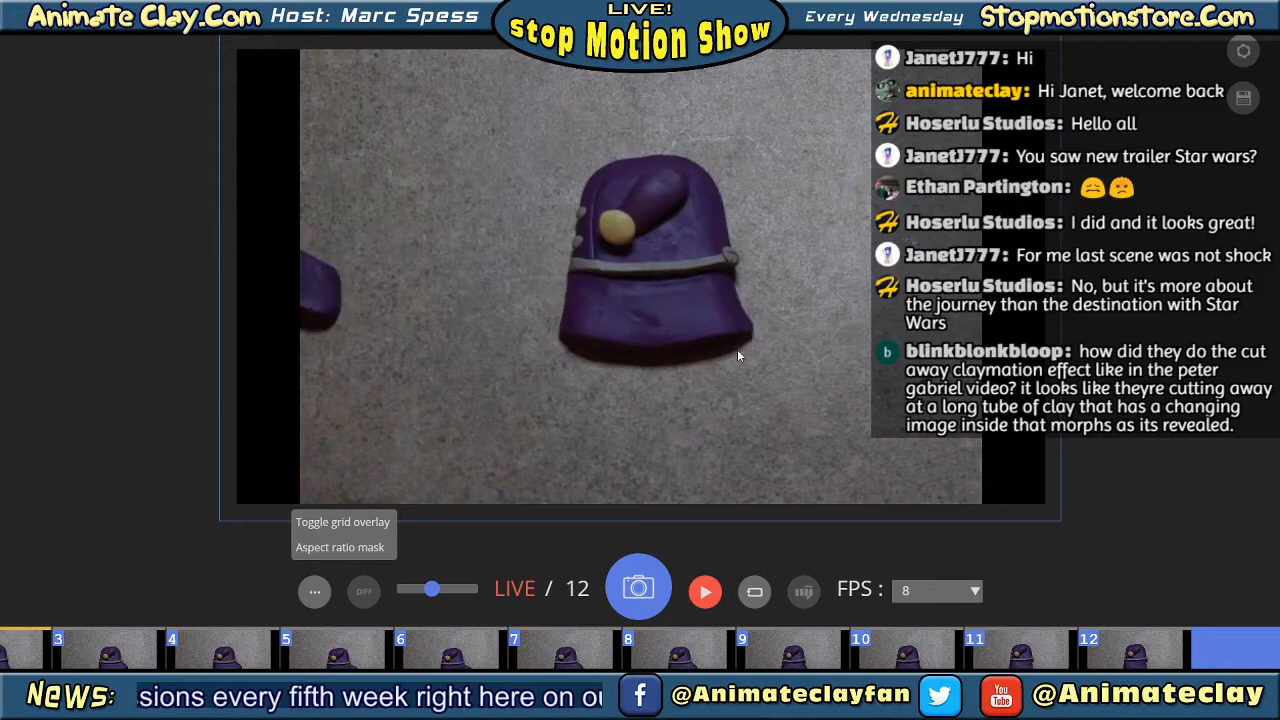 Animate Clay.Com
Host: Marc Spess
LIVE!
Stop Motion Show
Every Wednesday
Stopmotionstore.Com
JanetJ777: Hi
animateclay: Hi Janet, welcome back
Hoserlu Studios: Hello all
JanetJ777: You saw new trailer Star wars?
Ethan Partington: 😩😡
Hoserlu Studios: I did and it looks great!
JanetJ777: For me last scene was not shock
Hoserlu Studios: No, but it's more about
the journey than the destination with Star
Wars
b
blinkblonkbloop: how did they do the cut
away claymation effect like in the peter
gabriel video? it looks like theyre cutting away
at a long tube of clay that has a changing
image inside that morphs as its revealed.
Toggle grid overlay
Aspect ratio mask
DIFF
LIVE / 12
FPS :
8
3
4
5
6
7
8
9
10
11
12
News:
sions every fifth week right here on ou
@Animateclayfan
You Tube
@Animateclay